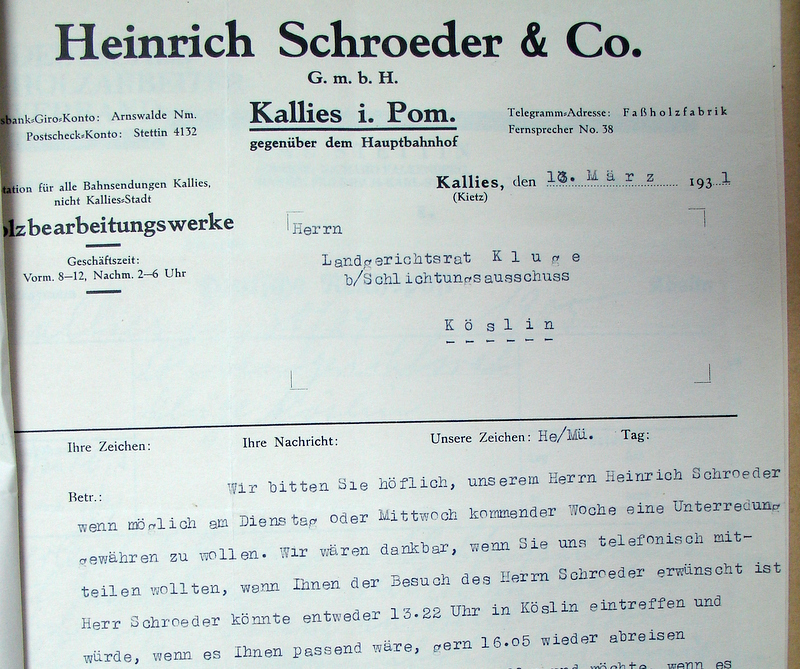 Heinrich Schroeder & Co.
G. m. b. H.
Kallies i. Pom.
gegenüber dem Hauptbahnhof
sbank=Giro=Konto: Arnswalde Nm.
Postscheck=Konto: Stettin 4132
Telegramm=Adresse: Faßholzfabrik
Fernsprecher No. 38
tation für alle Bahnsendungen Kallies,
nicht Kallies=Stadt
olzbearbeitungswerke
Geschäftszeit:
Vorm. 8–12, Nachm. 2–6 Uhr
Kallies, den 13. März 1931
(Kietz)
Herrn
Landgerichtsrat Kluge
b/Schlichtungsausschuss
Köslin
Ihre Zeichen: Ihre Nachricht: Unsere Zeichen: He/Mü. Tag:
Betr.: Wir bitten Sie höflich, unserem Herrn Heinrich Schroeder
wenn möglich am Dienstag oder Mittwoch kommender Woche eine Unterredung
gewähren zu wollen. Wir wären dankbar, wenn Sie uns telefonisch mit-
teilen wollten, wann Ihnen der Besuch des Herrn Schroeder erwünscht ist
Herr Schroeder könnte entweder 13.22 Uhr in Köslin eintreffen und
würde, wenn es Ihnen passend wäre, gern 16.05 wieder abreisen
und möchte, wenn es